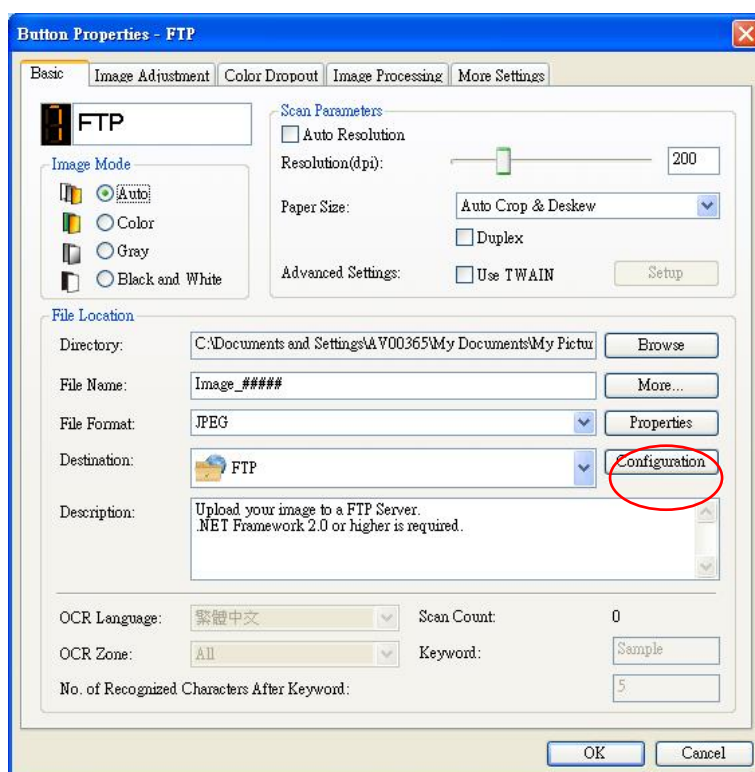 Button Properties - FTP
Basic Image Adjustment Color Dropout Image Processing More Settings
1 FTP
Image Mode
Auto
Color
Gray
Black and White
Scan Parameters
Auto Resolution
Resolution(dpi): 200
Paper Size: Auto Crop & Deskew
Duplex
Advanced Settings: Use TWAIN Setup
File Location
Directory: C:\Documents and Settings\AV00365\My Documents\My Pictur Browse
File Name: Image_##### More...
File Format: JPEG Properties
Destination: FTP Configuration
Description: Upload your image to a FTP Server.
.NET Framework 2.0 or higher is required.
OCR Language: 繁體中文 Scan Count: 0
OCR Zone: All Keyword: Sample
No. of Recognized Characters After Keyword: 5
OK Cancel